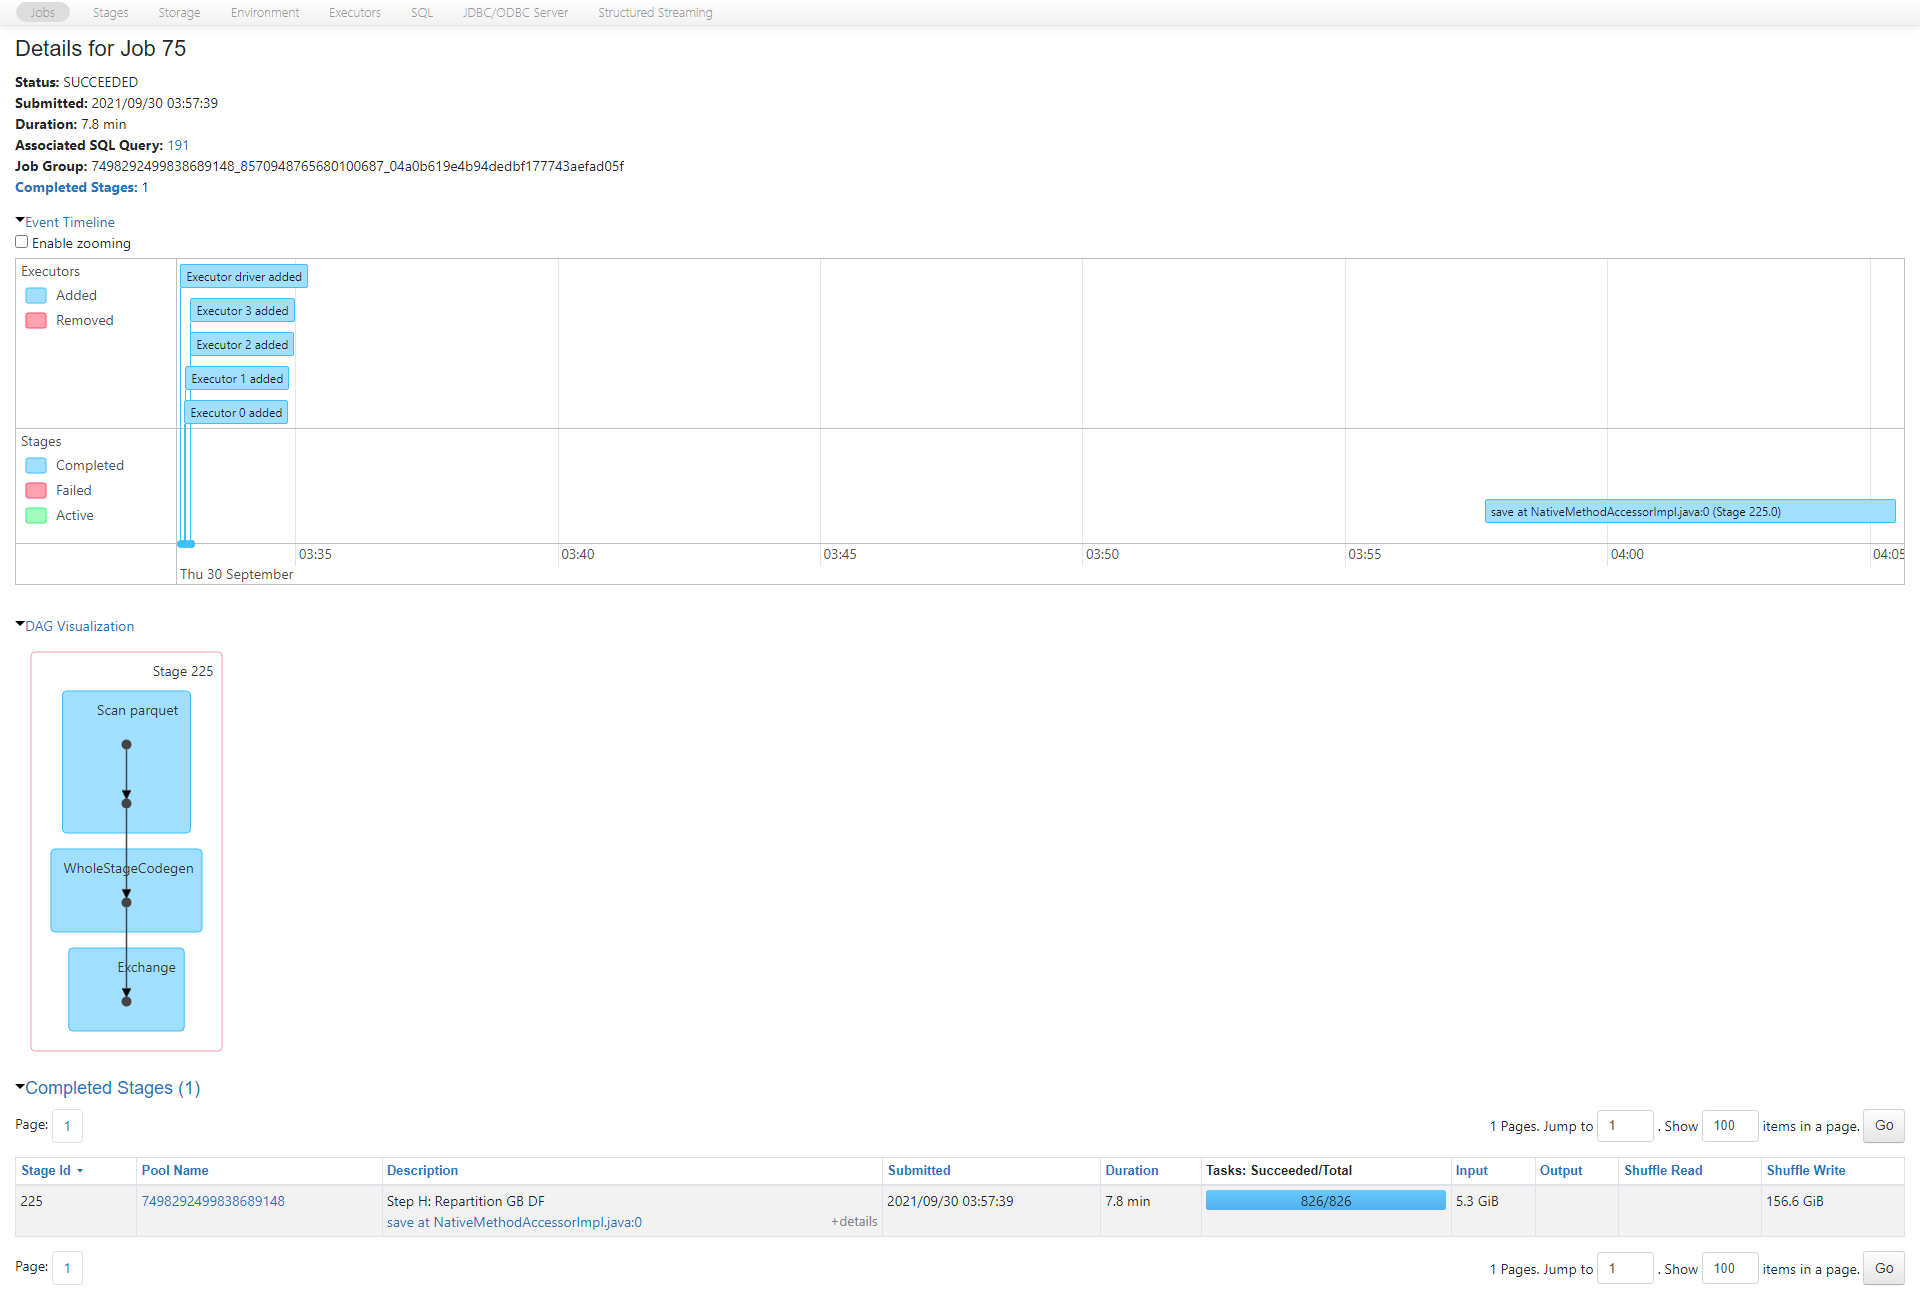 Jobs Stages Storage Environment Executors SQL JDBC/ODBC Server Structured Streaming
Details for Job 75
Status: SUCCEEDED
Submitted: 2021/09/30 03:57:39
Duration: 7.8 min
Associated SQL Query: 191
Job Group: 7498292499838689148_8570948765680100687_04a0b619e4b94dedbf177743aefad05f
Completed Stages: 1
Event Timeline
Enable zooming
Executors
Added
Removed
Executor driver added
Executor 3 added
Executor 2 added
Executor 1 added
Executor 0 added
Stages
Completed
Failed
Active
save at NativeMethodAccessorImpl.java:0 (Stage 225.0)
03:35 03:40 03:45 03:50 03:55 04:00 04:05
Thu 30 September
DAG Visualization
Stage 225
Scan parquet
WholeStageCodegen
Exchange
Completed Stages (1)
Page: 1 1 Pages. Jump to 1 . Show 100 items in a page. Go
Stage Id Pool Name Description Submitted Duration Tasks: Succeeded/Total Input Output Shuffle Read Shuffle Write
225 7498292499838689148 Step H: Repartition GB DF 2021/09/30 03:57:39 7.8 min 826/826 5.3 GiB 156.6 GiB
save at NativeMethodAccessorImpl.java:0 +details
Page: 1 1 Pages. Jump to 1 . Show 100 items in a page. Go